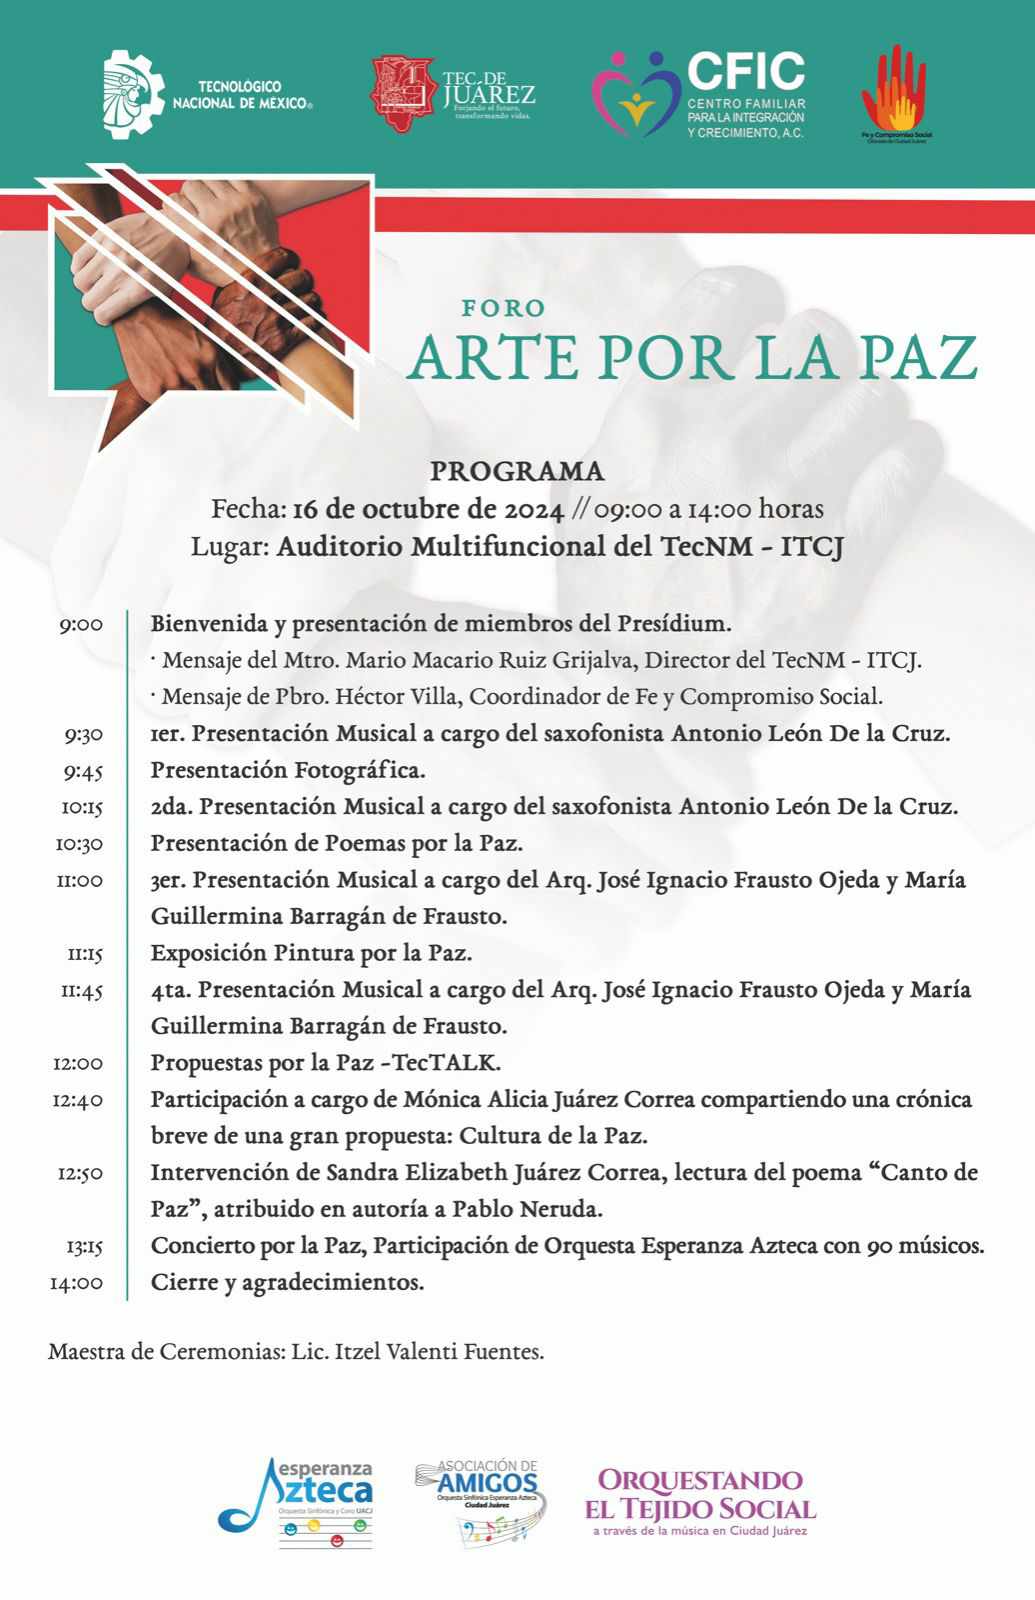 TECNOLÓGICO
NACIONAL DE MÉXICO®
TEC. DE
JUÁREZ
Forjando el futuro,
transformando vidas.
CFIC
CENTRO FAMILIAR
PARA LA INTEGRACIÓN
Y CRECIMIENTO, A.C.
Fe y Compromiso Social
Diócesis de Ciudad Juárez
FORO
ARTE POR LA PAZ
PROGRAMA
Fecha: 16 de octubre de 2024 // 09:00 a 14:00 horas
Lugar: Auditorio Multifuncional del TecNM - ITCJ
9:00 Bienvenida y presentación de miembros del Presídium.
· Mensaje del Mtro. Mario Macario Ruiz Grijalva, Director del TecNM - ITCJ.
· Mensaje de Pbro. Héctor Villa, Coordinador de Fe y Compromiso Social.
9:30 1er. Presentación Musical a cargo del saxofonista Antonio León De la Cruz.
9:45 Presentación Fotográfica.
10:15 2da. Presentación Musical a cargo del saxofonista Antonio León De la Cruz.
10:30 Presentación de Poemas por la Paz.
11:00 3er. Presentación Musical a cargo del Arq. José Ignacio Frausto Ojeda y María
Guillermina Barragán de Frausto.
11:15 Exposición Pintura por la Paz.
11:45 4ta. Presentación Musical a cargo del Arq. José Ignacio Frausto Ojeda y María
Guillermina Barragán de Frausto.
12:00 Propuestas por la Paz -TecTALK.
12:40 Participación a cargo de Mónica Alicia Juárez Correa compartiendo una crónica
breve de una gran propuesta: Cultura de la Paz.
12:50 Intervención de Sandra Elizabeth Juárez Correa, lectura del poema “Canto de
Paz”, atribuido en autoría a Pablo Neruda.
13:15 Concierto por la Paz, Participación de Orquesta Esperanza Azteca con 90 músicos.
14:00 Cierre y agradecimientos.
Maestra de Ceremonias: Lic. Itzel Valenti Fuentes.
esperanza
Azteca
Orquesta Sinfónica y Coro UACJ
ASOCIACIÓN DE
AMIGOS
Orquesta Sinfónica Esperanza Azteca
Ciudad Juárez
ORQUESTANDO
EL TEJIDO SOCIAL
a través de la música en Ciudad Juárez